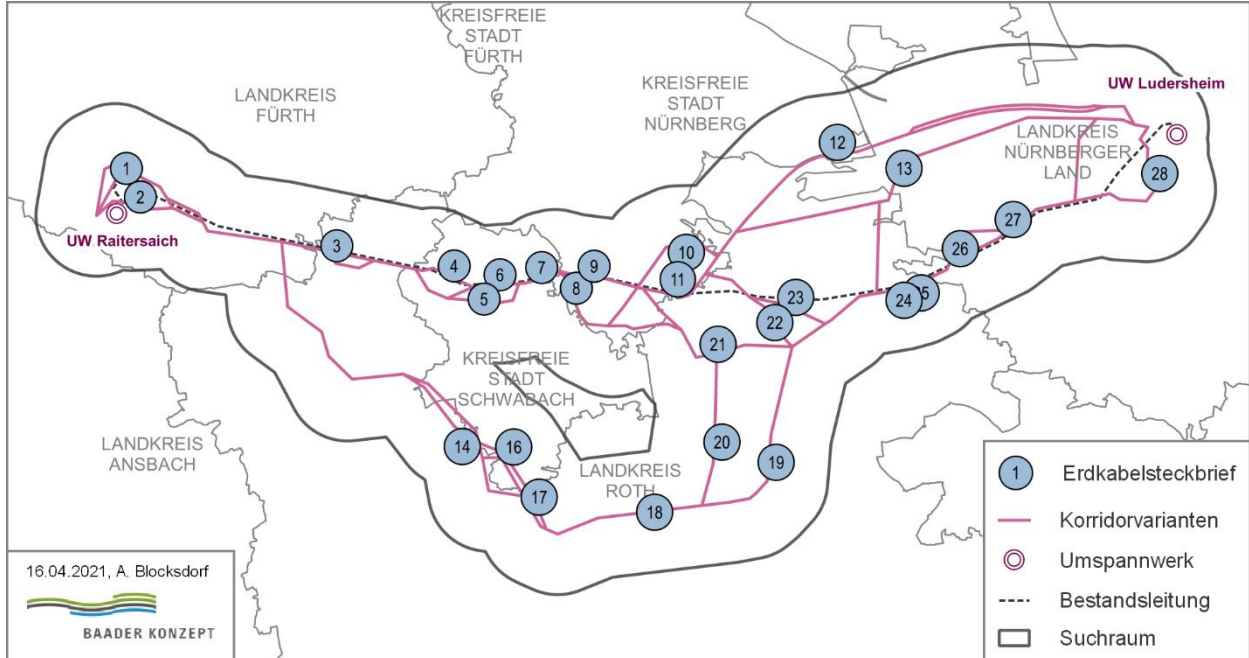 KREISFREIE
STADT
FÜRTH
LANDKREIS
FÜRTH
KREISFREIE
STADT
NÜRNBERG
UW Ludersheim
LANDKREIS
NÜRNBERGER
LAND
12
13
28
1
2
UW Raitersaich
3
4
5
6
7
8
9
10
11
27
26
25
24
23
22
21
KREISFREIE
STADT
SCHWABACH
14
16
17
18
19
20
LANDKREIS
ROTH
LANDKREIS
ANSBACH
16.04.2021, A. Blocksdorf
BAADER KONZEPT
1 Erdkabelsteckbrief
Korridorvarianten
Umspannwerk
Bestandsleitung
Suchraum